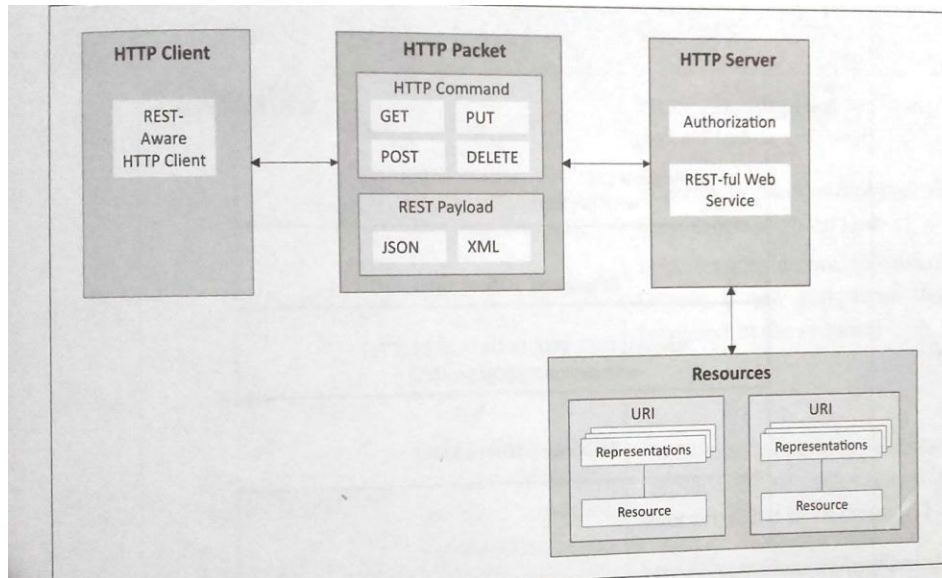 HTTP Client
REST-
Aware
HTTP Client
HTTP Packet
HTTP Command
GET
PUT
POST
DELETE
REST Payload
JSON
XML
HTTP Server
Authorization
REST-ful Web
Service
Resources
URI
Representations
Resource
URI
Representations
Resource